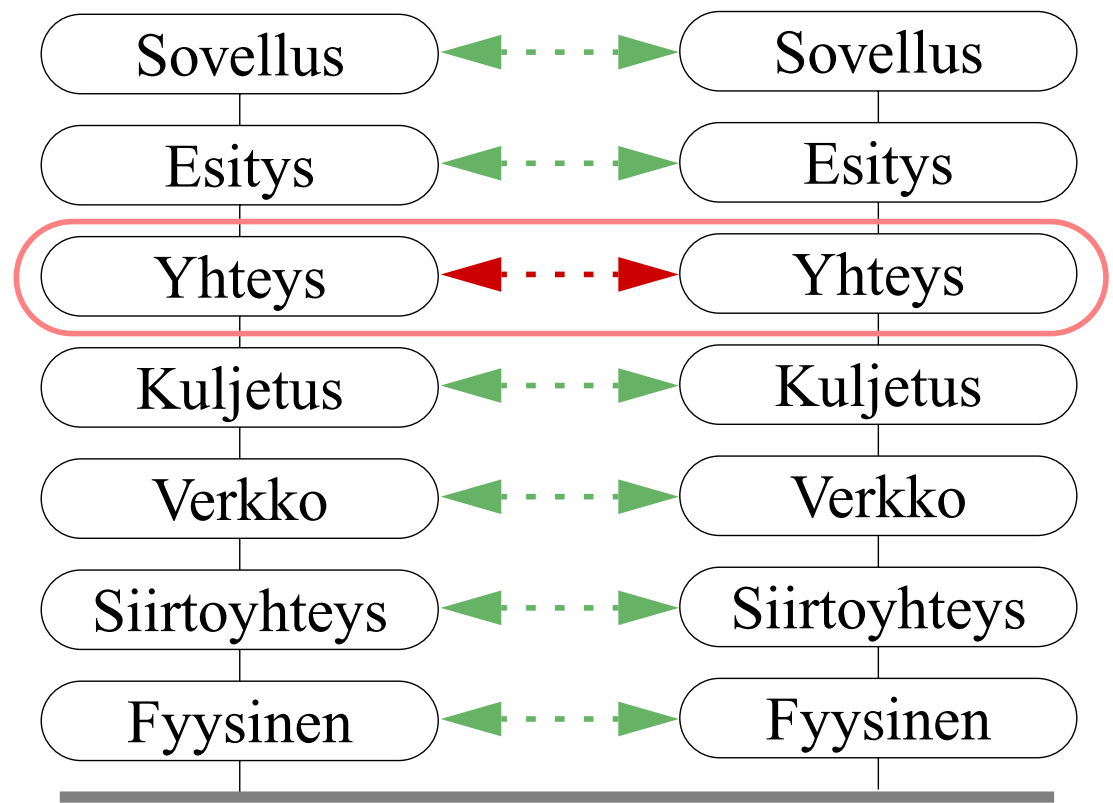 Sovellus Sovellus
Esitys Esitys
Yhteys Yhteys
Kuljetus Kuljetus
Verkko Verkko
Siirtoyhteys Siirtoyhteys
Fyysinen Fyysinen